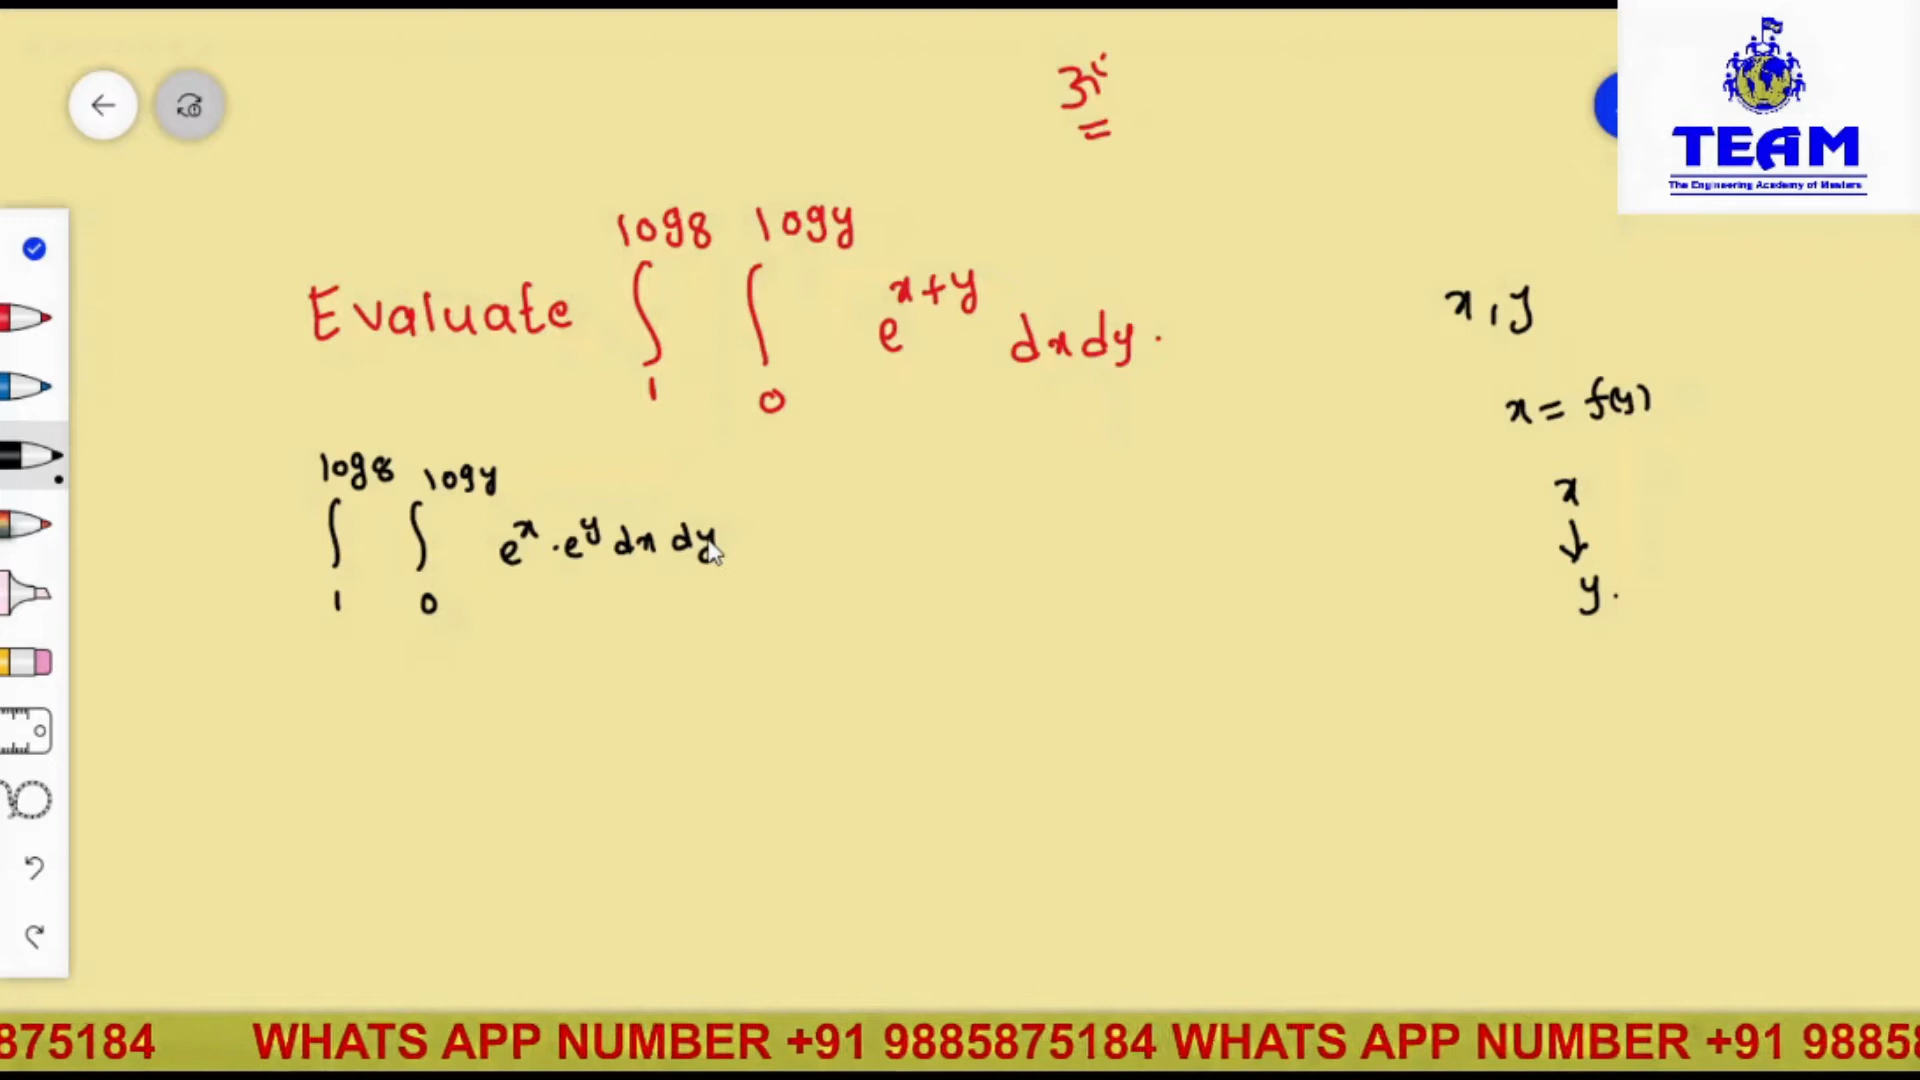 3x
=
TEAM
The Engineering Academy of Masters
log8 logy
Evaluate ∫ ∫ e^x+y dxdy.
1 0
x, y
x = f(y)
log8 logy
∫ ∫ e^x . e^y dx dy
1 0
x
↓
y.
875184 WHATS APP NUMBER +91 9885875184 WHATS APP NUMBER +91 9885